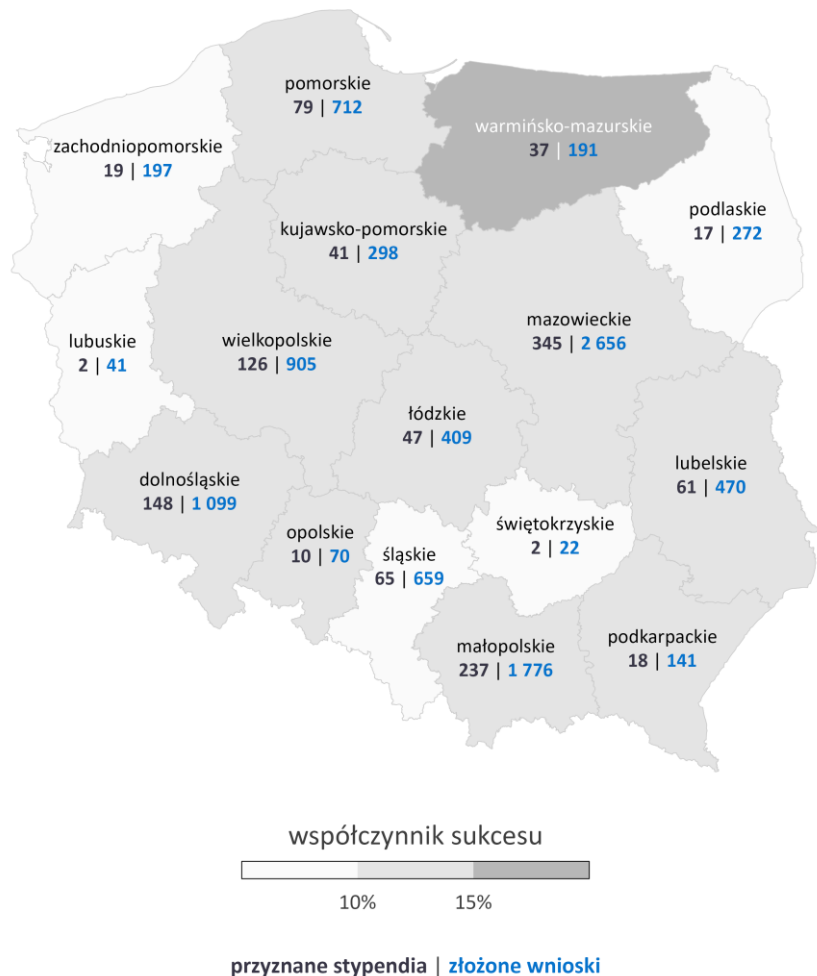 pomorskie
79 | 712
warmińsko-mazurskie
37 | 191
zachodniopomorskie
19 | 197
podlaskie
17 | 272
kujawsko-pomorskie
41 | 298
mazowieckie
345 | 2 656
lubuskie
2 | 41
wielkopolskie
126 | 905
łódzkie
47 | 409
lubelskie
61 | 470
dolnośląskie
148 | 1 099
opolskie
10 | 70
śląskie
65 | 659
świętokrzyskie
2 | 22
małopolskie
237 | 1 776
podkarpackie
18 | 141
współczynnik sukcesu
10% 15%
przyznane stypendia | złożone wnioski